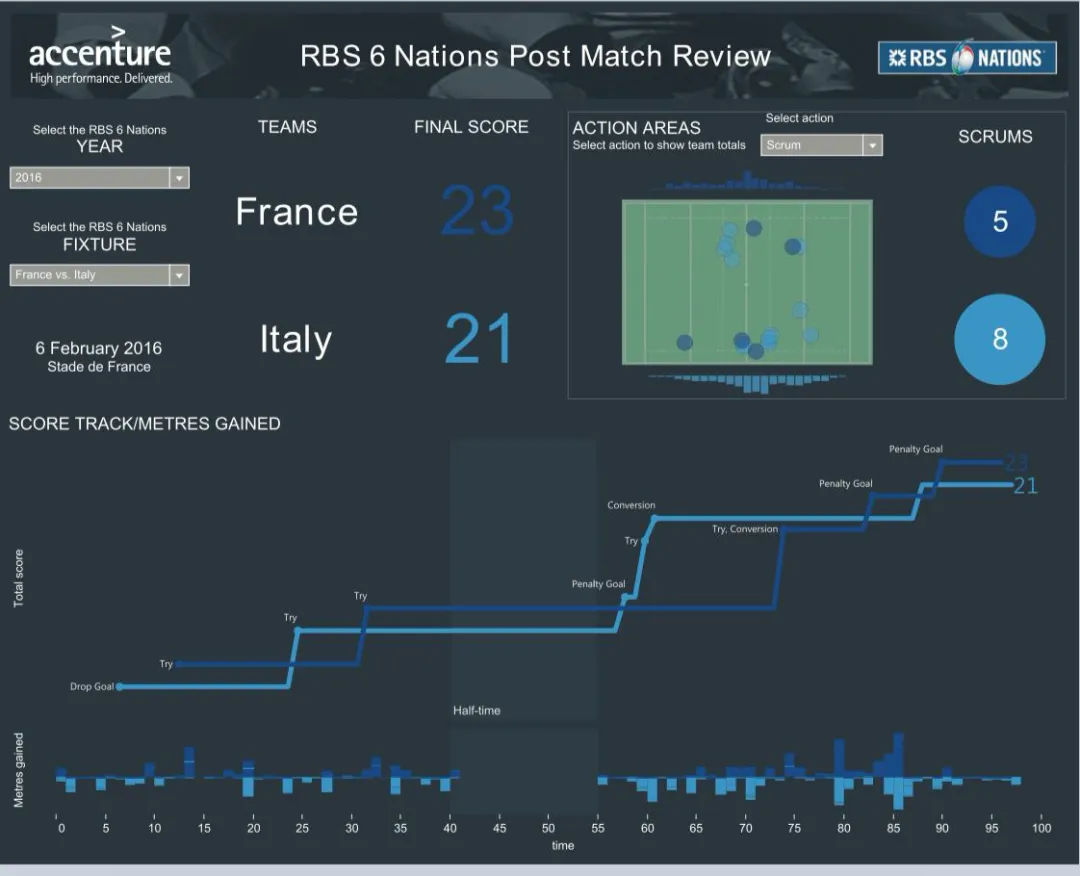 accenture
High performance. Delivered.
RBS 6 Nations Post Match Review
RBS 6 NATIONS
Select the RBS 6 Nations
YEAR
2016
Select the RBS 6 Nations
FIXTURE
France vs. Italy
6 February 2016
Stade de France
TEAMS
FINAL SCORE
France
23
Italy
21
ACTION AREAS
Select action to show team totals
Select action
Scrum
SCRUMS
5
8
SCORE TRACK/METRES GAINED
Total score
Drop Goal
Try
Try
Try
Penalty Goal
Try
Conversion
Try, Conversion
Penalty Goal
Penalty Goal
23
21
Half-time
Metres gained
0 5 10 15 20 25 30 35 40 45 50 55 60 65 70 75 80 85 90 95 100
time